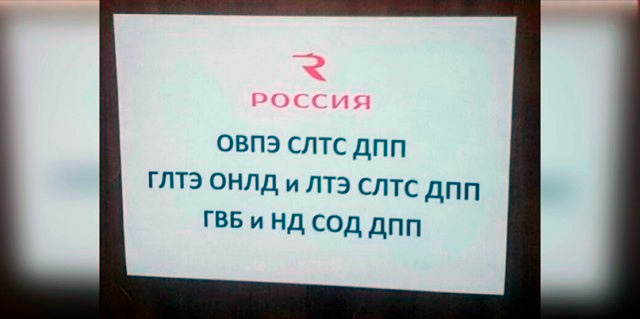 РОССИЯ
ОВПЭ СЛТС ДПП
ГЛТЭ ОНЛД и ЛТЭ СЛТС ДПП
ГВБ и НД СОД ДПП